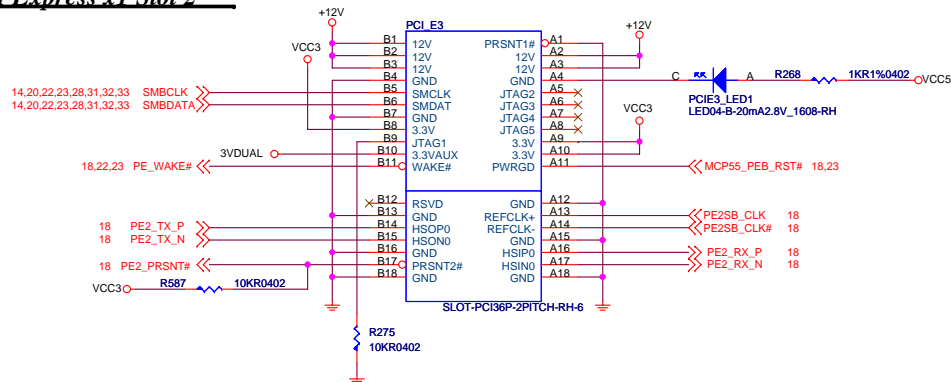 Express x1 Slot 2
+12V
PCI_E3
+12V
VCC3
B1 12V PRSNT1# A1
B2 12V 12V A2
B3 12V 12V A3
B4 GND GND A4
C A R268 1KR1%0402 VCC5
14,20,22,23,28,31,32,33 SMBCLK B5 SMCLK JTAG2 A5
14,20,22,23,28,31,32,33 SMBDATA B6 SMDAT JTAG3 A6
PCIE3_LED1
LED04-B-20mA2.8V_1608-RH
B7 GND JTAG4 A7
VCC3
B8 3.3V JTAG5 A8
B9 JTAG1 3.3V A9
3VDUAL B10 3.3VAUX 3.3V A10
18,22,23 PE_WAKE# B11 WAKE# PWRGD A11 MCP55_PEB_RST# 18,23
B12 RSVD GND A12
B13 GND REFCLK+ A13 PE2SB_CLK 18
18 PE2_TX_P B14 HSOP0 REFCLK- A14 PE2SB_CLK# 18
18 PE2_TX_N B15 HSON0 GND A15
B16 GND HSIP0 A16 PE2_RX_P 18
18 PE2_PRSNT# B17 PRSNT2# HSIN0 A17 PE2_RX_N 18
B18 GND GND A18
VCC3 R587 10KR0402
SLOT-PCI36P-2PITCH-RH-6
R275
10KR0402